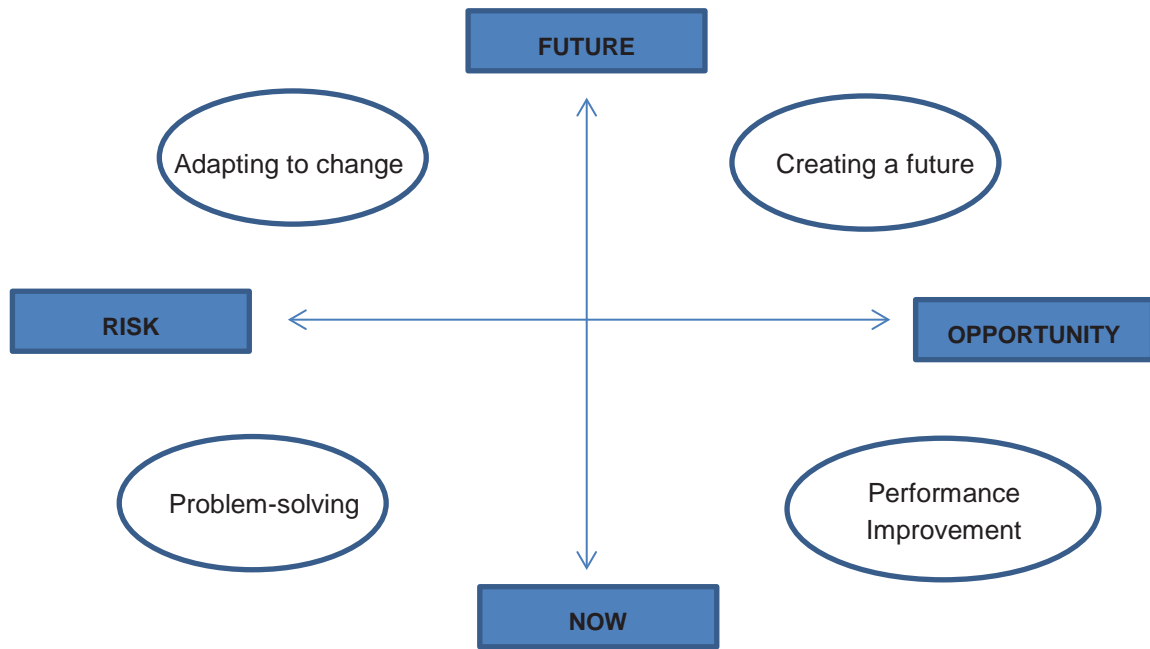 FUTURE
Adapting to change
Creating a future
RISK
OPPORTUNITY
Problem-solving
Performance
Improvement
NOW